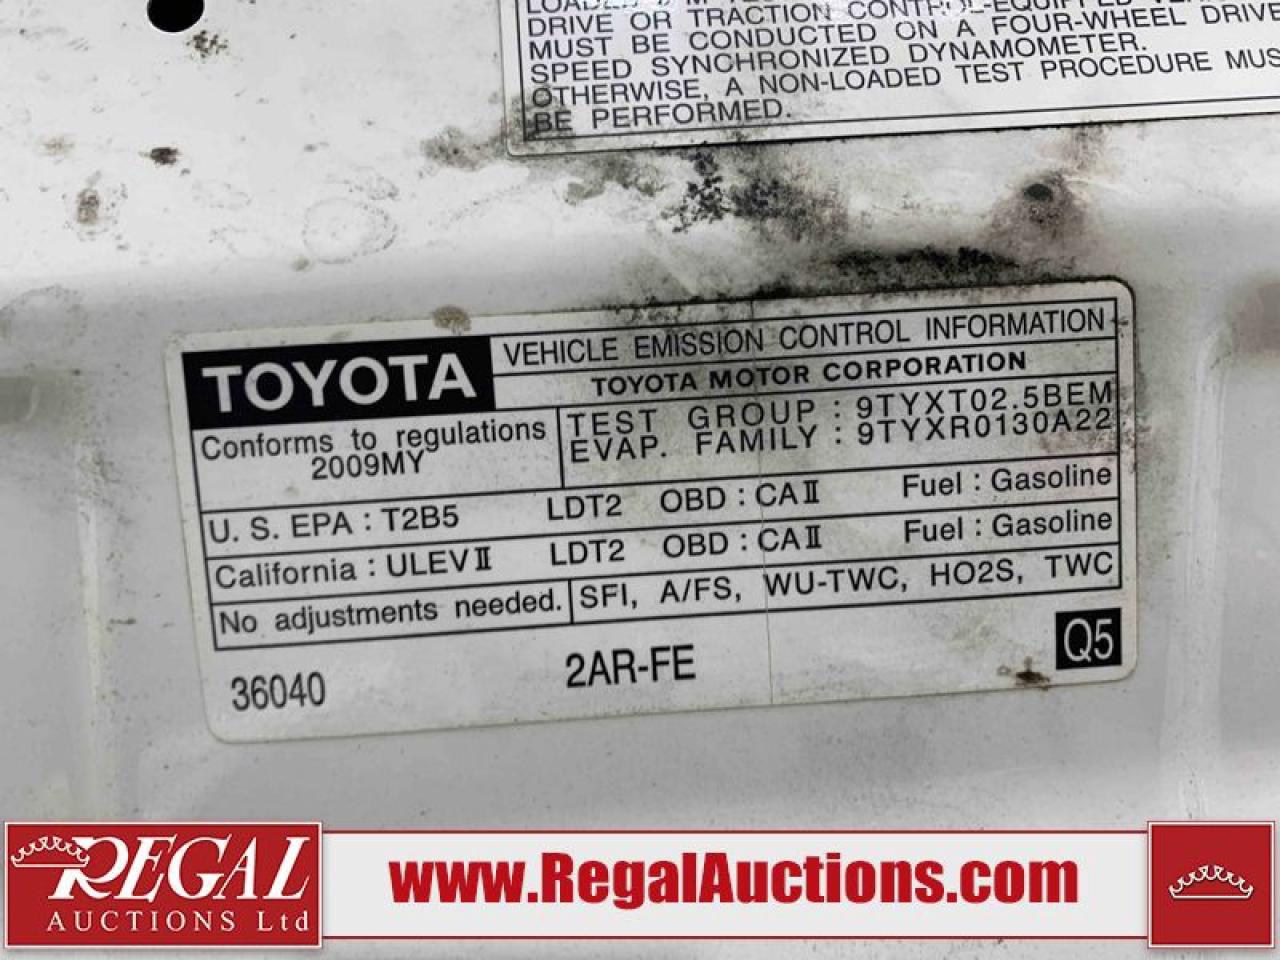 DRIVE OR TRACTION CONTROL-EQUIPPED
MUST BE CONDUCTED ON A FOUR-WHEEL DRIVE
SPEED SYNCHRONIZED DYNAMOMETER.
OTHERWISE, A NON-LOADED TEST PROCEDURE MUS
BE PERFORMED.
TOYOTA
VEHICLE EMISSION CONTROL INFORMATION
TOYOTA MOTOR CORPORATION
Conforms to regulations
2009MY
TEST GROUP : 9TYXT02.5BEM
EVAP. FAMILY : 9TYXR0130A22
U. S. EPA : T2B5 LDT2 OBD : CAⅡ Fuel : Gasoline
California : ULEVⅡ LDT2 OBD : CAⅡ Fuel : Gasoline
No adjustments needed. SFI, A/FS, WU-TWC, HO2S, TWC
36040 2AR-FE Q5
REGAL
AUCTIONS Ltd
www.RegalAuctions.com